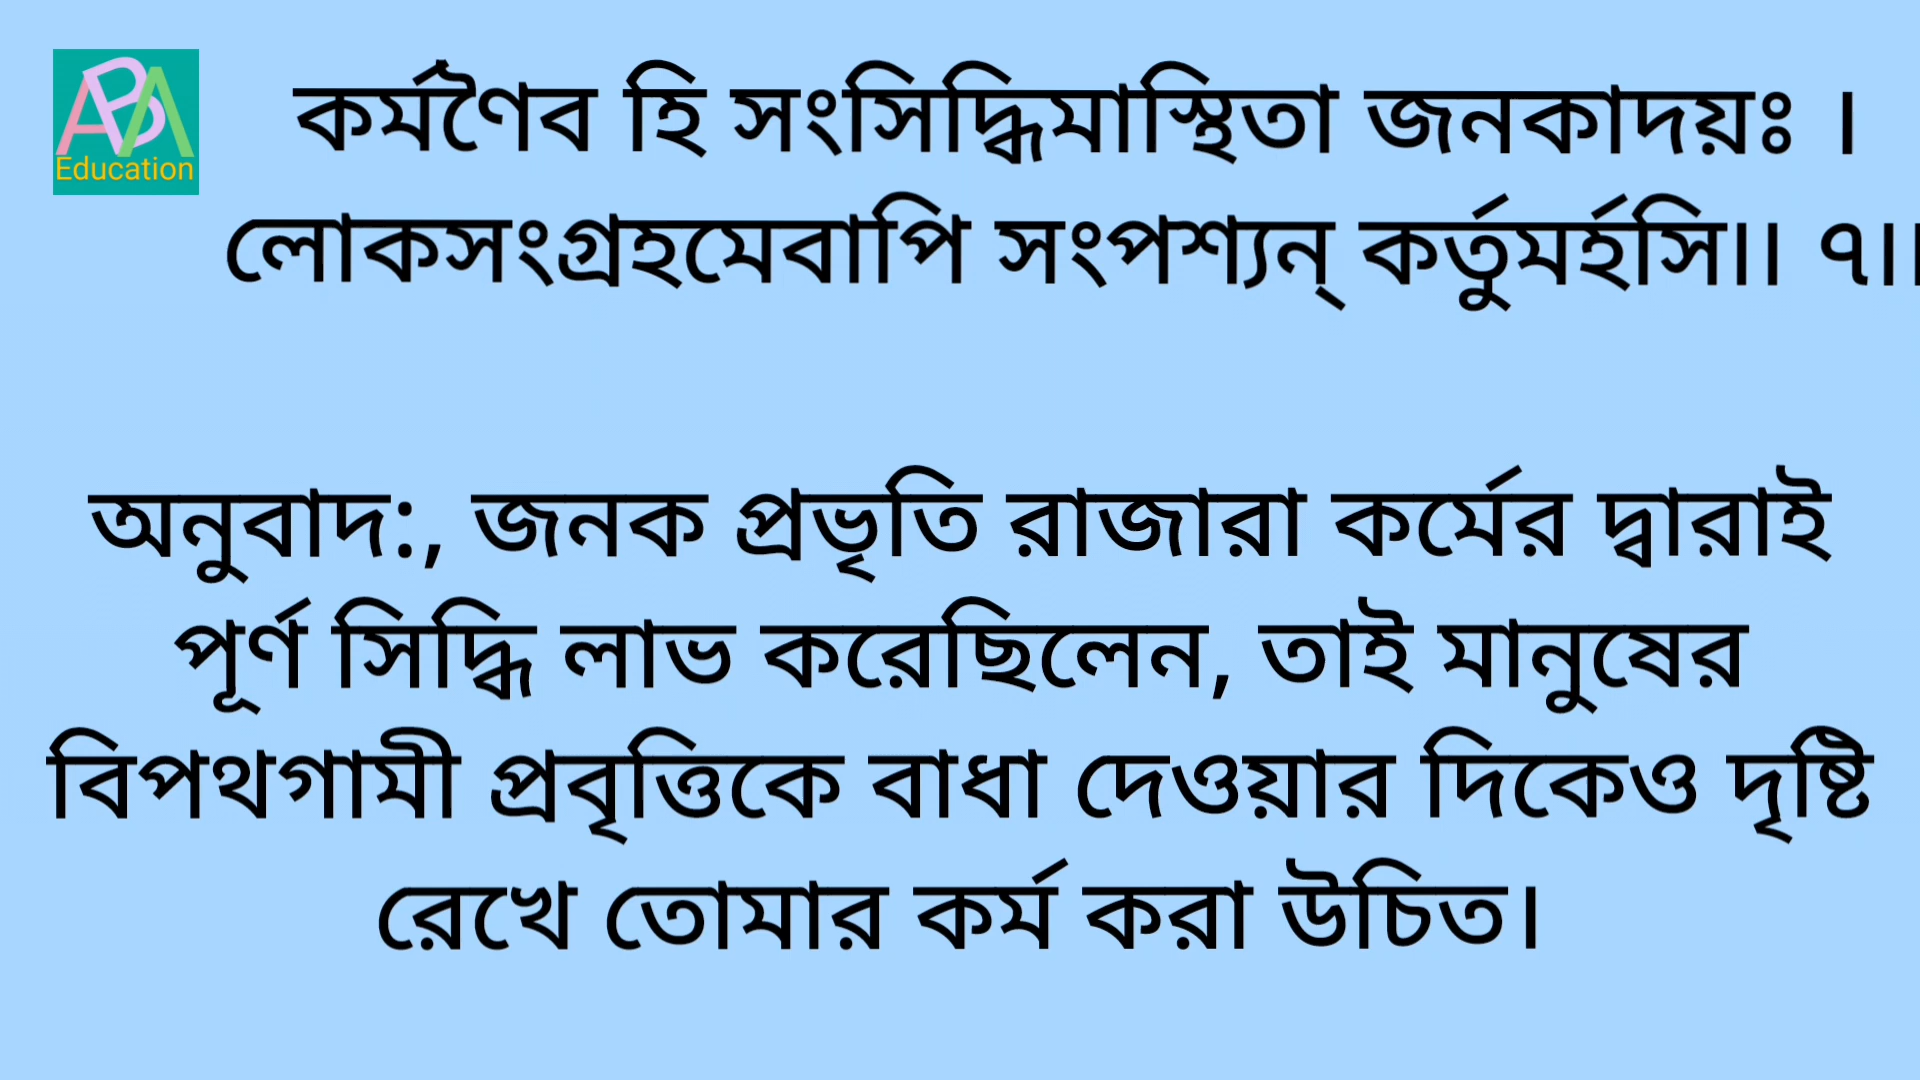 ABA
Education
কর্মণৈব হি সংসিদ্ধিমাস্থিতা জনকাদয়ঃ ।
লোকসংগ্রহমেবাপি সংপশ্যন্ কর্তুমর্হসি।। ৭।।
অনুবাদ:, জনক প্রভৃতি রাজারা কর্মের দ্বারাই
পূর্ণ সিদ্ধি লাভ করেছিলেন, তাই মানুষের
বিপথগামী প্রবৃত্তিকে বাধা দেওয়ার দিকেও দৃষ্টি
রেখে তোমার কর্ম করা উচিত।